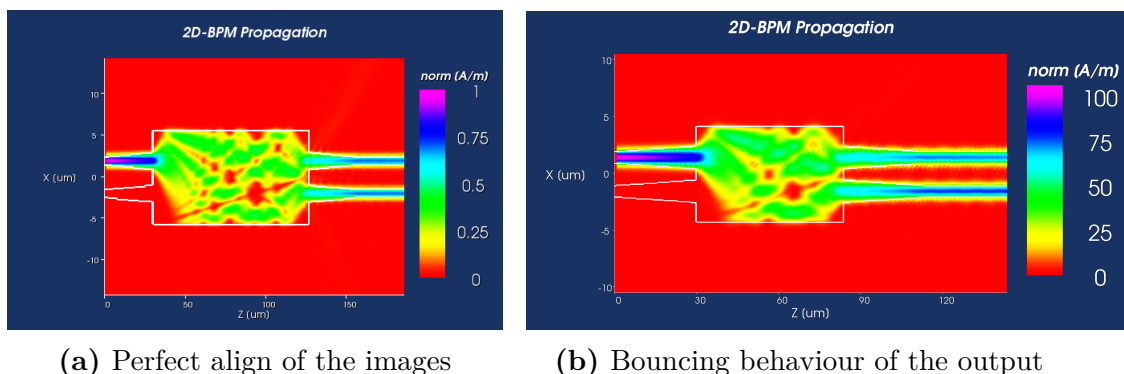 2D-BPM Propagation
norm (A/m)
1
0.75
0.5
0.25
0
10
5
0
-5
-10
X (um)
0
50
100
150
Z (um)
(a) Perfect align of the images
2D-BPM Propagation
norm (A/m)
100
75
50
25
0
10
5
0
-5
-10
X (um)
0
30
60
90
120
Z (um)
(b) Bouncing behaviour of the output